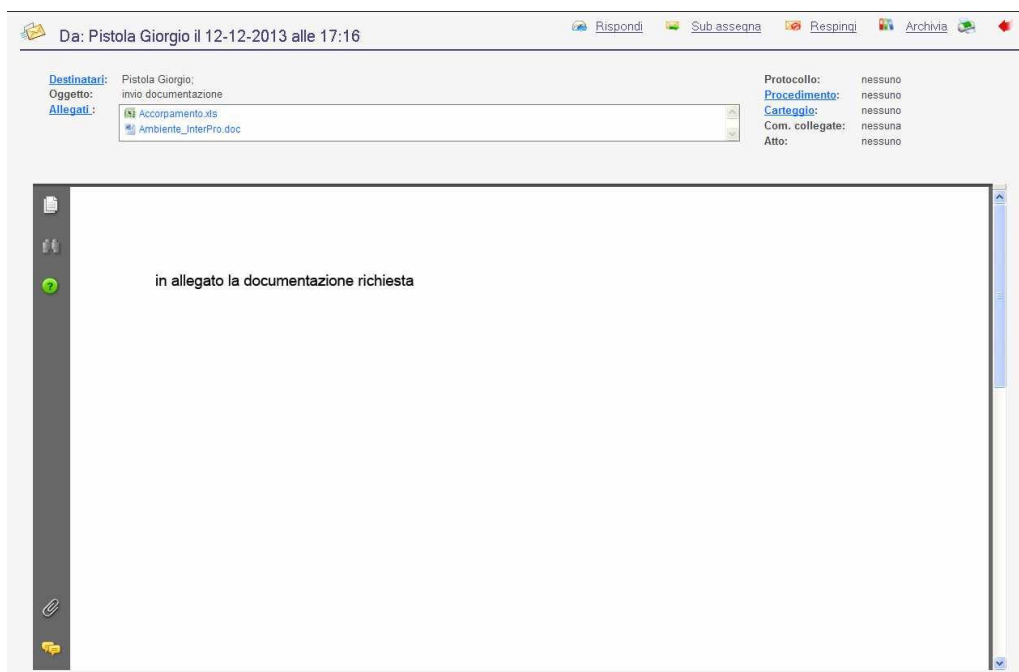 Da: Pistola Giorgio il 12-12-2013 alle 17:16
Rispondi Sub assegna Respingi Archivia
Destinatari: Pistola Giorgio;
Oggetto: invio documentazione
Allegati : Accorpamento.xls
Ambiente_InterPro.doc
Protocollo: nessuno
Procedimento: nessuno
Carteggio: nessuno
Com. collegate: nessuna
Atto: nessuno
in allegato la documentazione richiesta